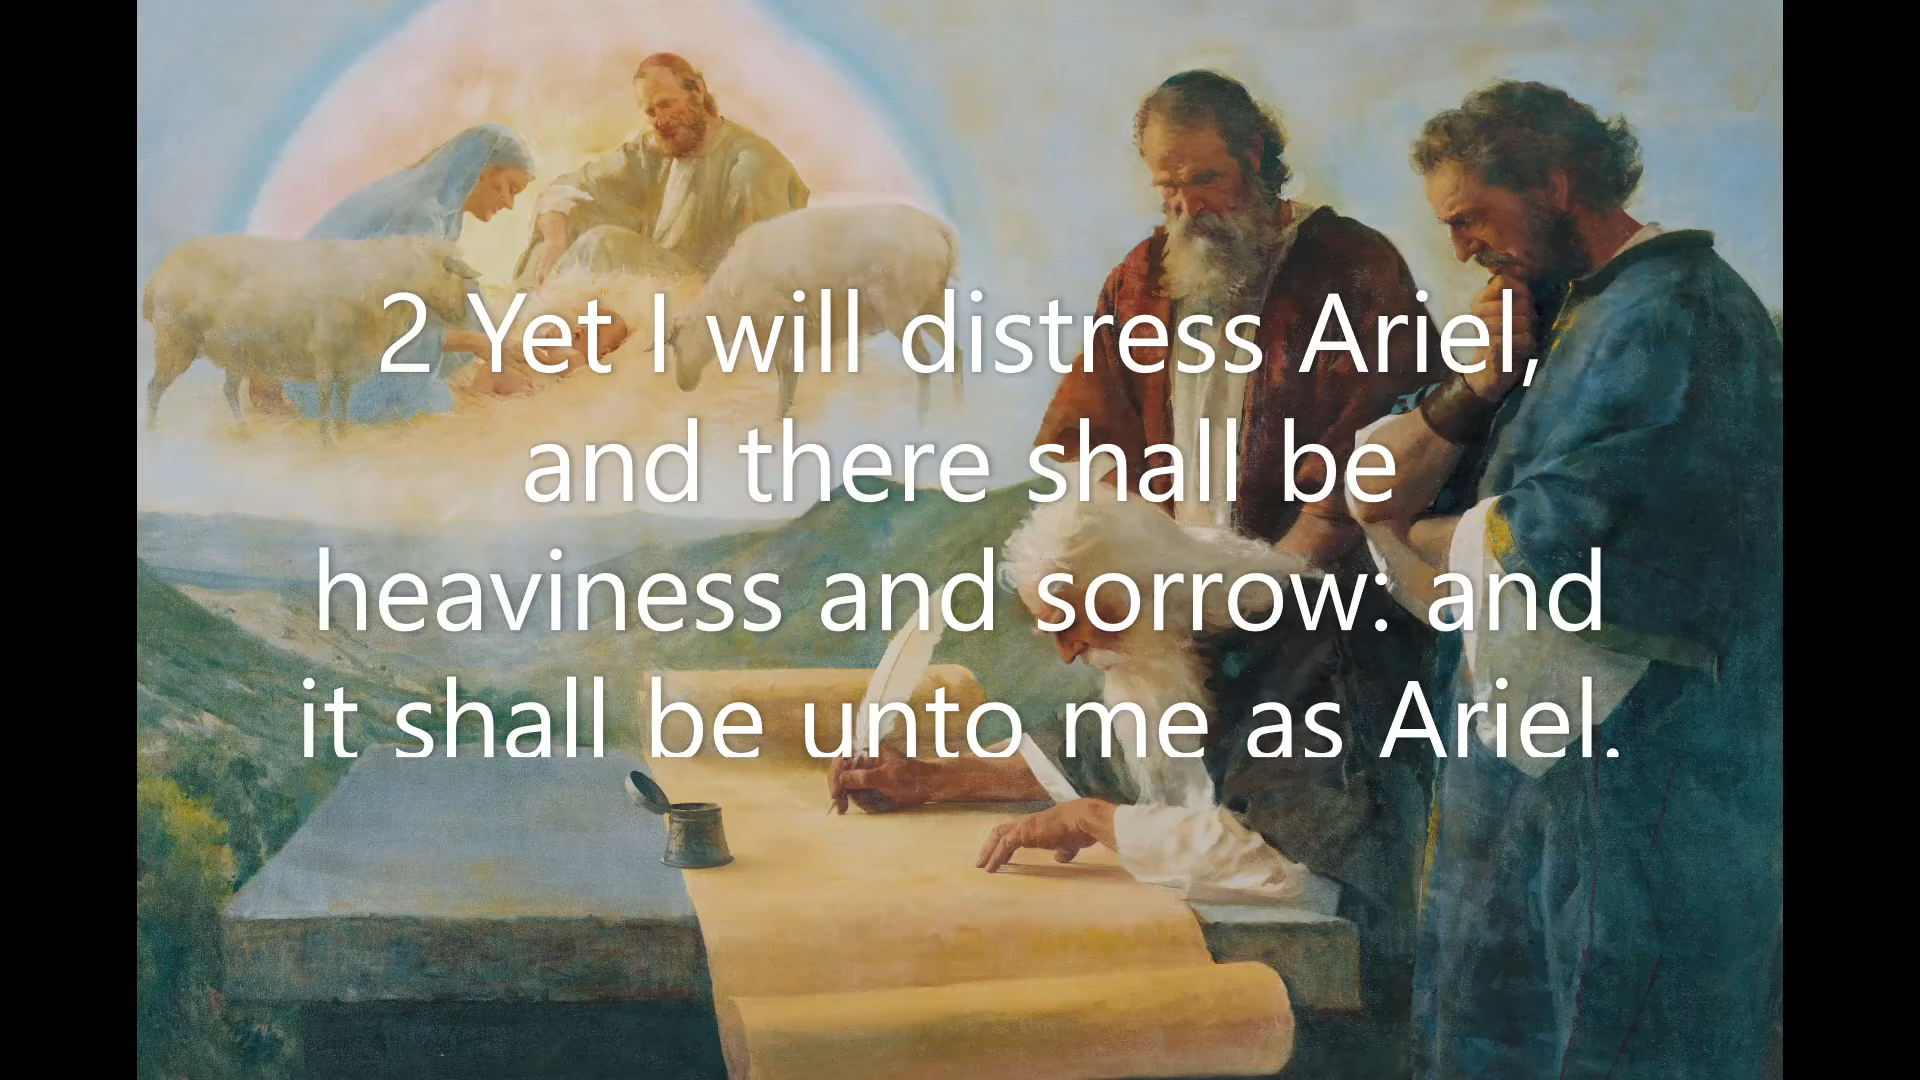 2 Yet I will distress Ariel,
and there shall be
heaviness and sorrow: and
it shall be unto me as Ariel.